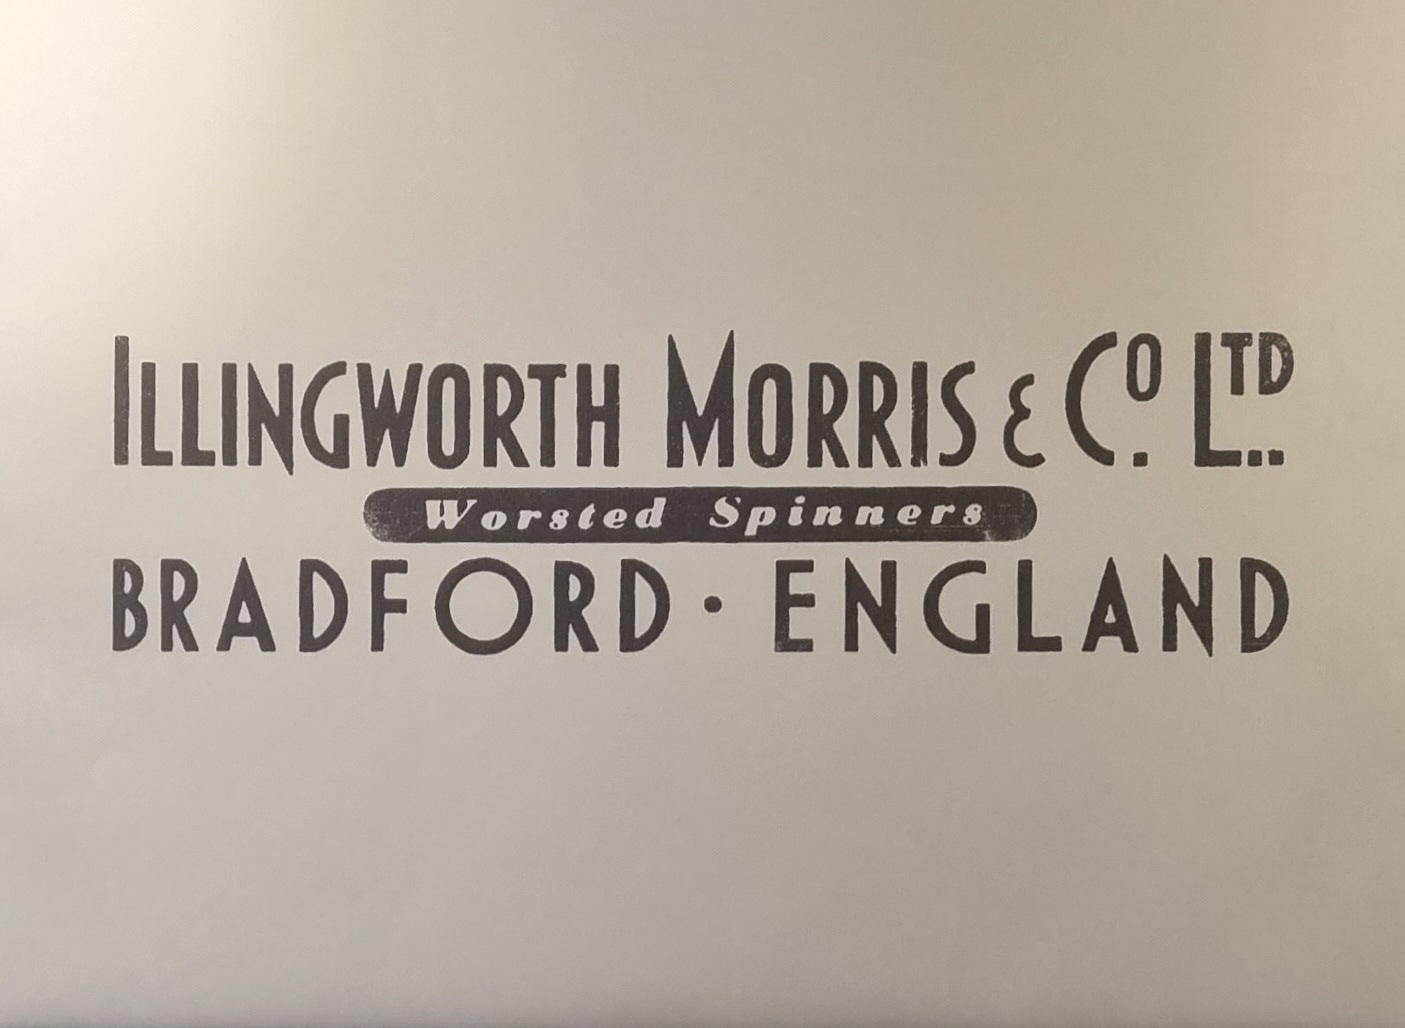 ILLINGWORTH MORRIS & CO. LTD..
Worsted Spinners
BRADFORD · ENGLAND